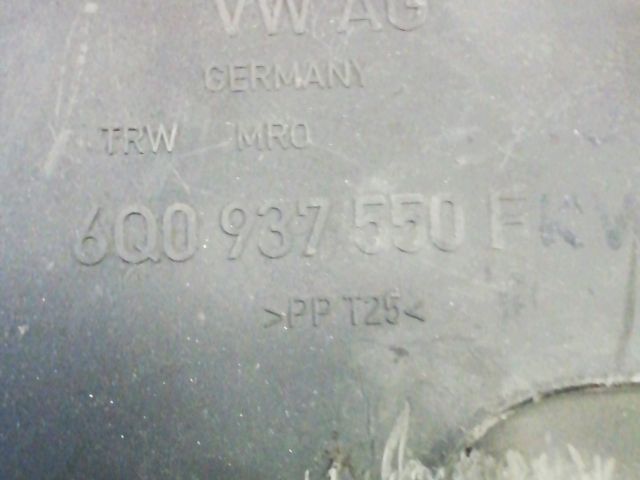 VW AG
GERMANY
TRW MRO
6Q0 937 550 F
>PP T25<